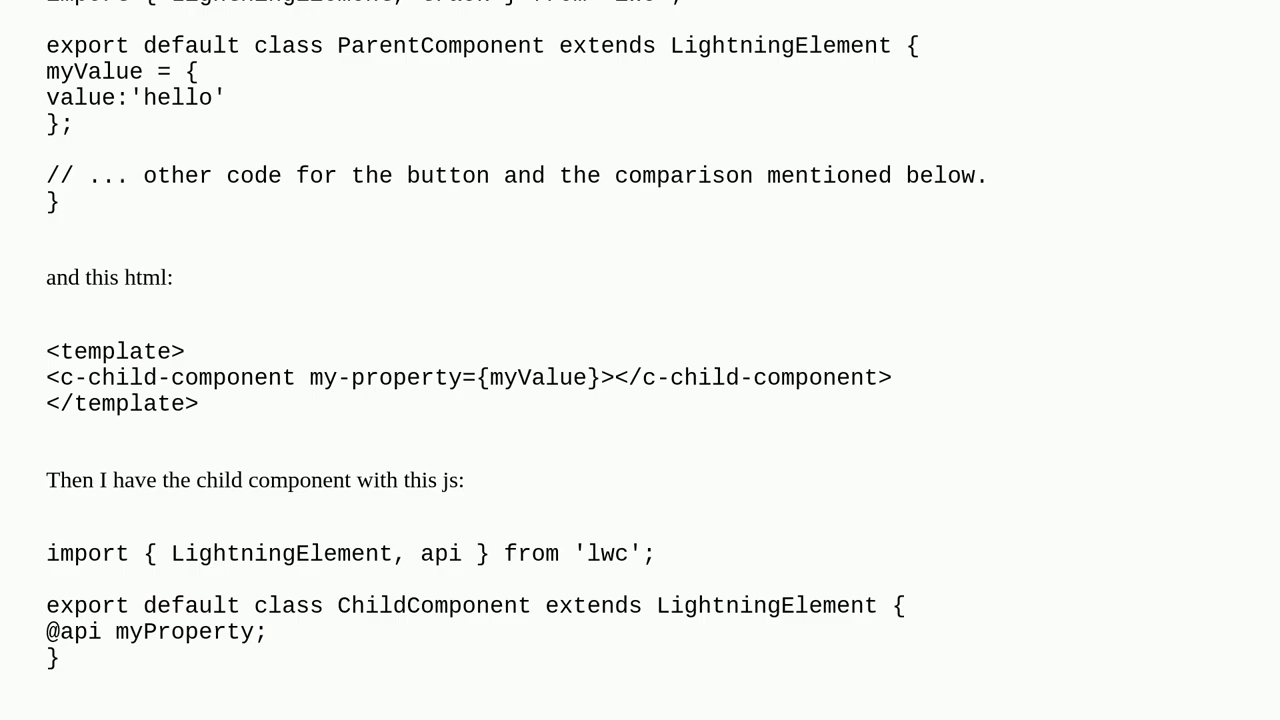 export default class ParentComponent extends LightningElement {
myValue = {
value:'hello'
};
// ... other code for the button and the comparison mentioned below.
}
and this html:
<template>
<c-child-component my-property={myValue}></c-child-component>
</template>
Then I have the child component with this js:
import { LightningElement, api } from 'lwc';
export default class ChildComponent extends LightningElement {
@api myProperty;
}